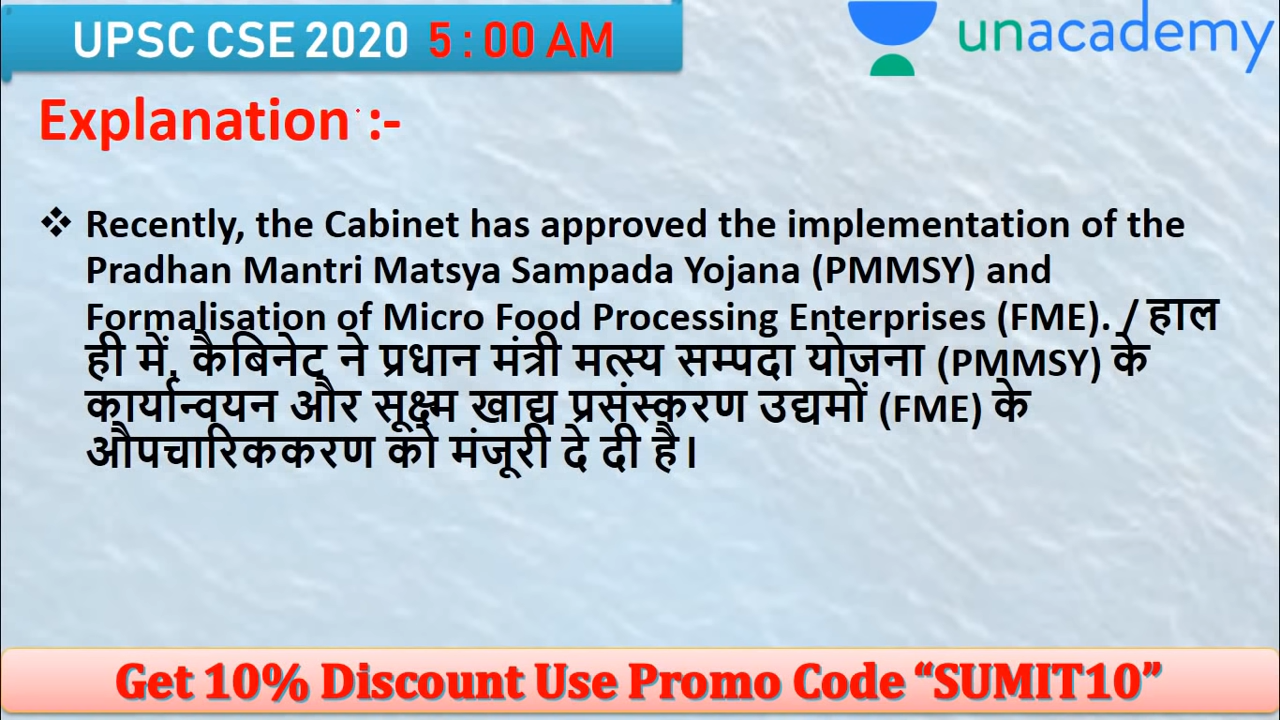 UPSC CSE 2020 5 : 00 AM
unacademy
Explanation :-
❖ Recently, the Cabinet has approved the implementation of the
Pradhan Mantri Matsya Sampada Yojana (PMMSY) and
Formalisation of Micro Food Processing Enterprises (FME). / हाल
ही में, कैबिनेट ने प्रधान मंत्री मत्स्य सम्पदा योजना (PMMSY) के
कार्यान्वयन और सूक्ष्म खाद्य प्रसंस्करण उद्यमों (FME) के
औपचारिककरण को मंजूरी दे दी है।
Get 10% Discount Use Promo Code “SUMIT10”